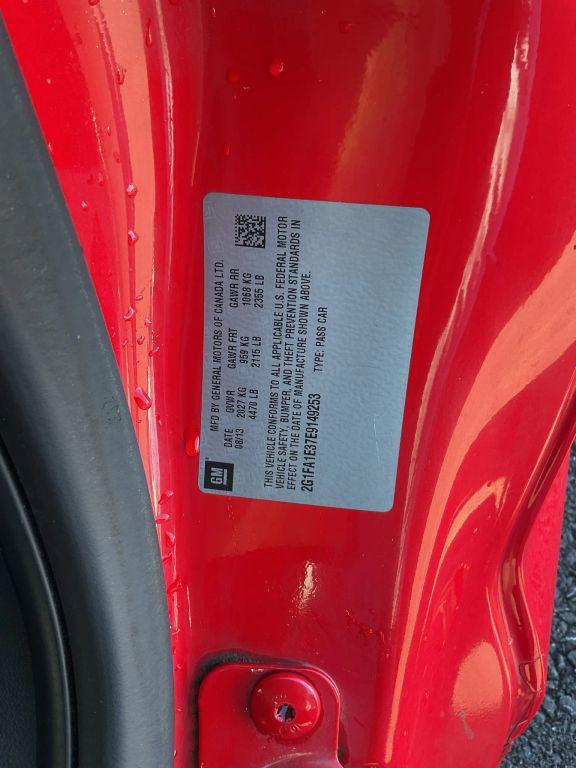 GM
MFD BY GENERAL MOTORS OF CANADA LTD.
DATE GVWR GAWR FRT GAWR RR
08/13 2027 KG 959 KG 1068 KG
4470 LB 2115 LB 2355 LB
THIS VEHICLE CONFORMS TO ALL APPLICABLE U.S. FEDERAL MOTOR
VEHICLE SAFETY, BUMPER, AND THEFT PREVENTION STANDARDS IN
EFFECT ON THE DATE OF MANUFACTURE SHOWN ABOVE.
2G1FA1E37E9149253 TYPE: PASS CAR